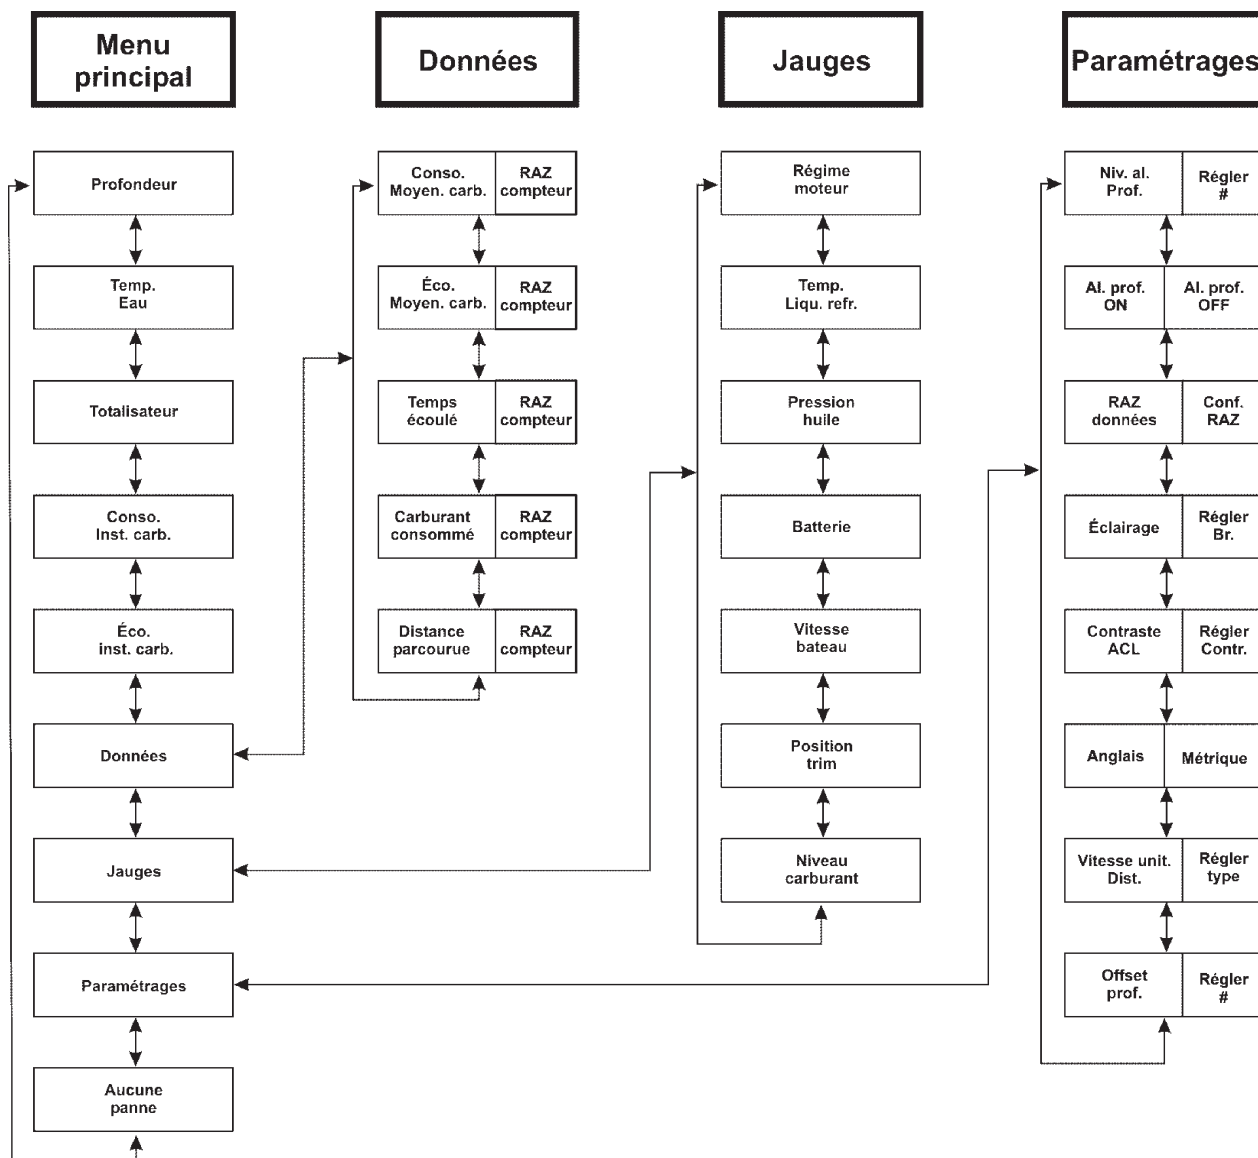 Menu
principal
Données
Jauges
Paramétrages
Profondeur
Temp.
Eau
Totalisateur
Conso.
Inst. carb.
Éco.
inst. carb.
Données
Jauges
Paramétrages
Aucune
panne
Conso.
Moyen. carb.
RAZ
compteur
Éco.
Moyen. carb.
RAZ
compteur
Temps
écoulé
RAZ
compteur
Carburant
consommé
RAZ
compteur
Distance
parcourue
RAZ
compteur
Régime
moteur
Temp.
Liqu. refr.
Pression
huile
Batterie
Vitesse
bateau
Position
trim
Niveau
carburant
Niv. al.
Prof.
Régler
#
Al. prof.
ON
Al. prof.
OFF
RAZ
données
Conf.
RAZ
Éclairage
Régler
Br.
Contraste
ACL
Régler
Contr.
Anglais
Métrique
Vitesse unit.
Dist.
Régler
type
Offset
prof.
Régler
#